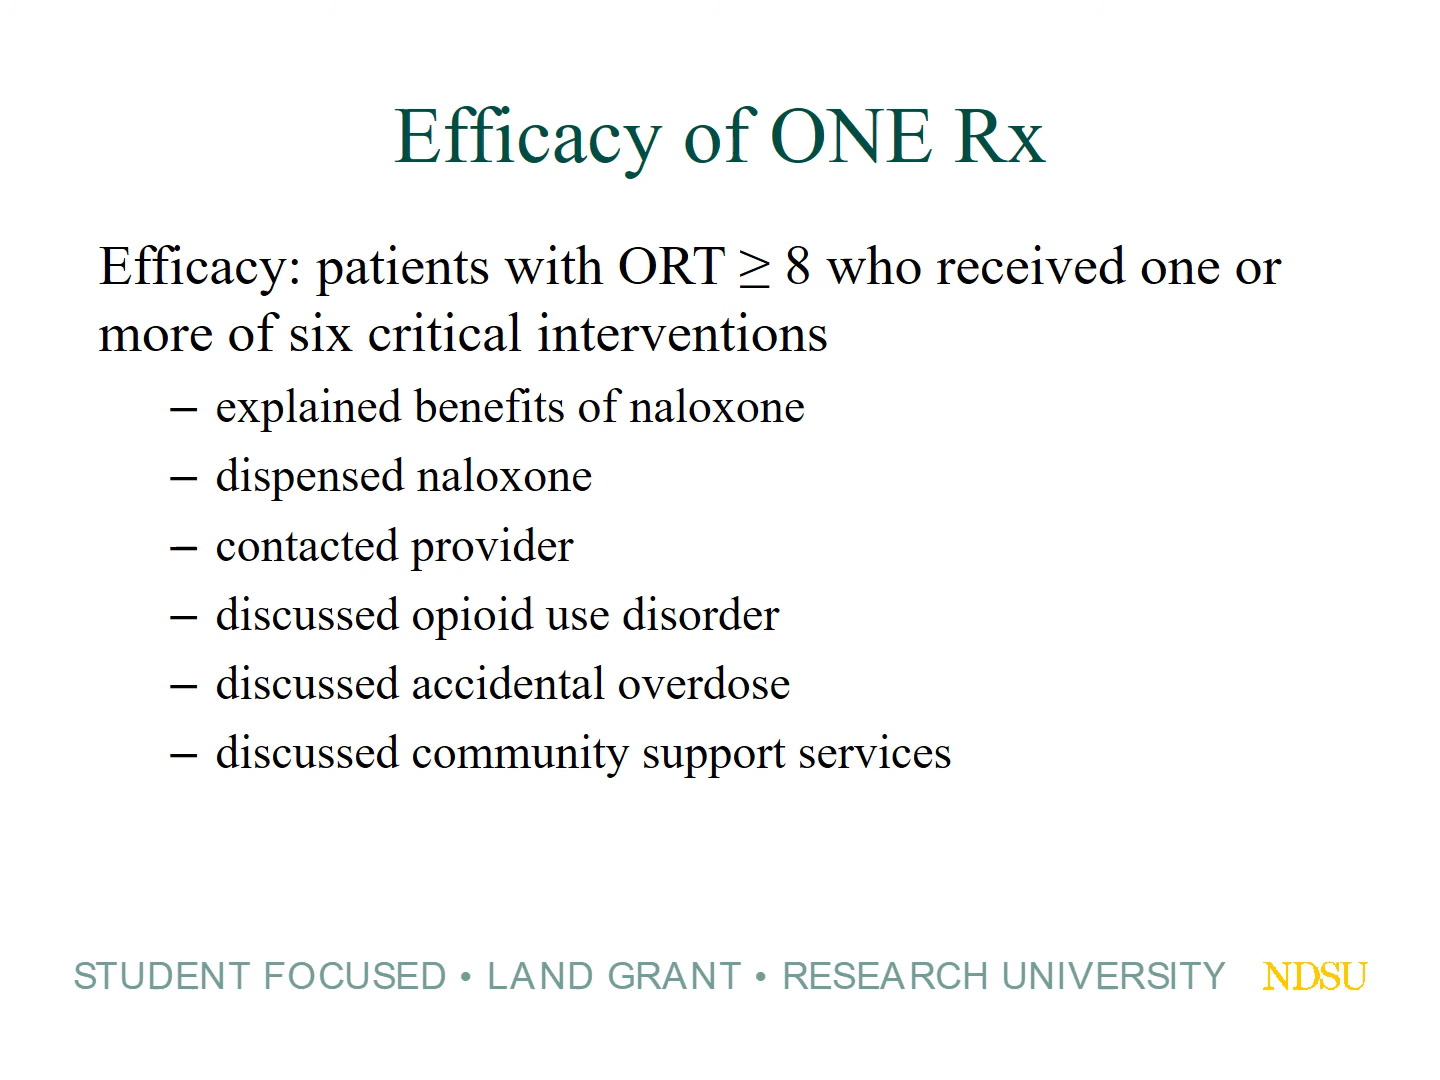 Efficacy of ONE Rx
Efficacy: patients with ORT ≥ 8 who received one or
more of six critical interventions
– explained benefits of naloxone
– dispensed naloxone
– contacted provider
– discussed opioid use disorder
– discussed accidental overdose
– discussed community support services
STUDENT FOCUSED • LAND GRANT • RESEARCH UNIVERSITY NDSU